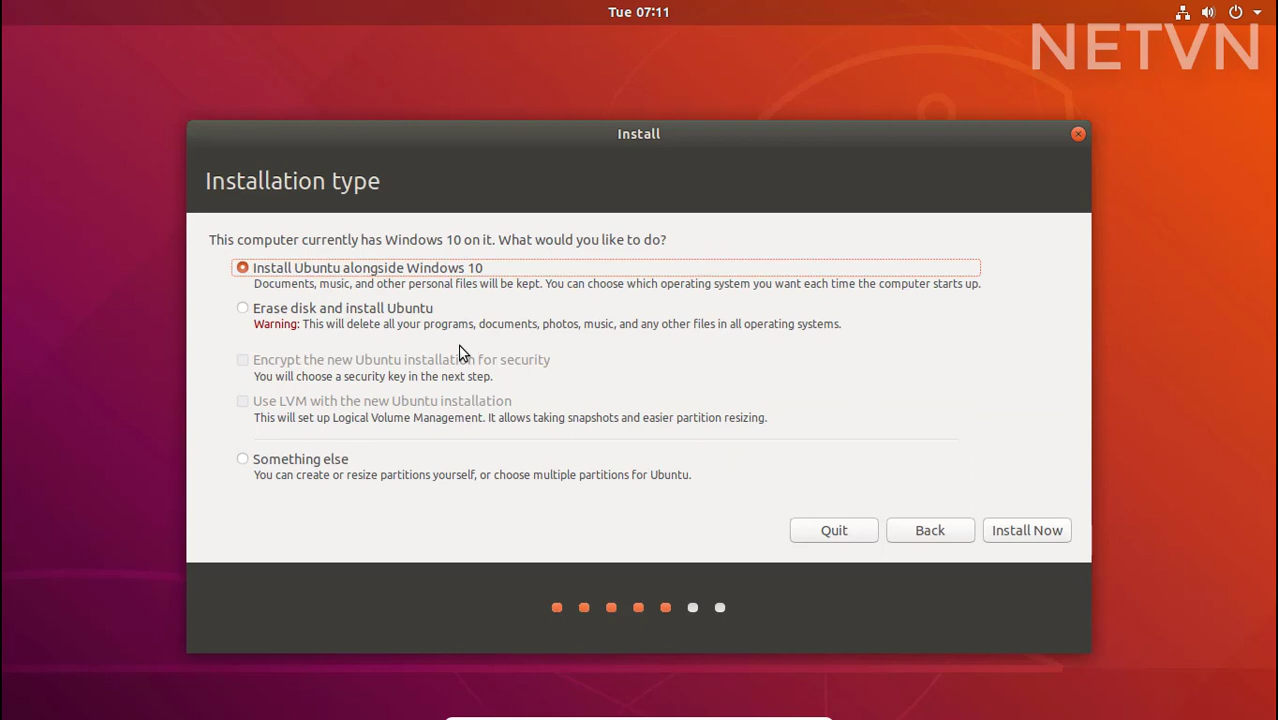 Tue 07:11
NETVN
Install
Installation type
This computer currently has Windows 10 on it. What would you like to do?
Install Ubuntu alongside Windows 10
Documents, music, and other personal files will be kept. You can choose which operating system you want each time the computer starts up.
Erase disk and install Ubuntu
Warning: This will delete all your programs, documents, photos, music, and any other files in all operating systems.
Encrypt the new Ubuntu installation for security
You will choose a security key in the next step.
Use LVM with the new Ubuntu installation
This will set up Logical Volume Management. It allows taking snapshots and easier partition resizing.
Something else
You can create or resize partitions yourself, or choose multiple partitions for Ubuntu.
Quit Back Install Now